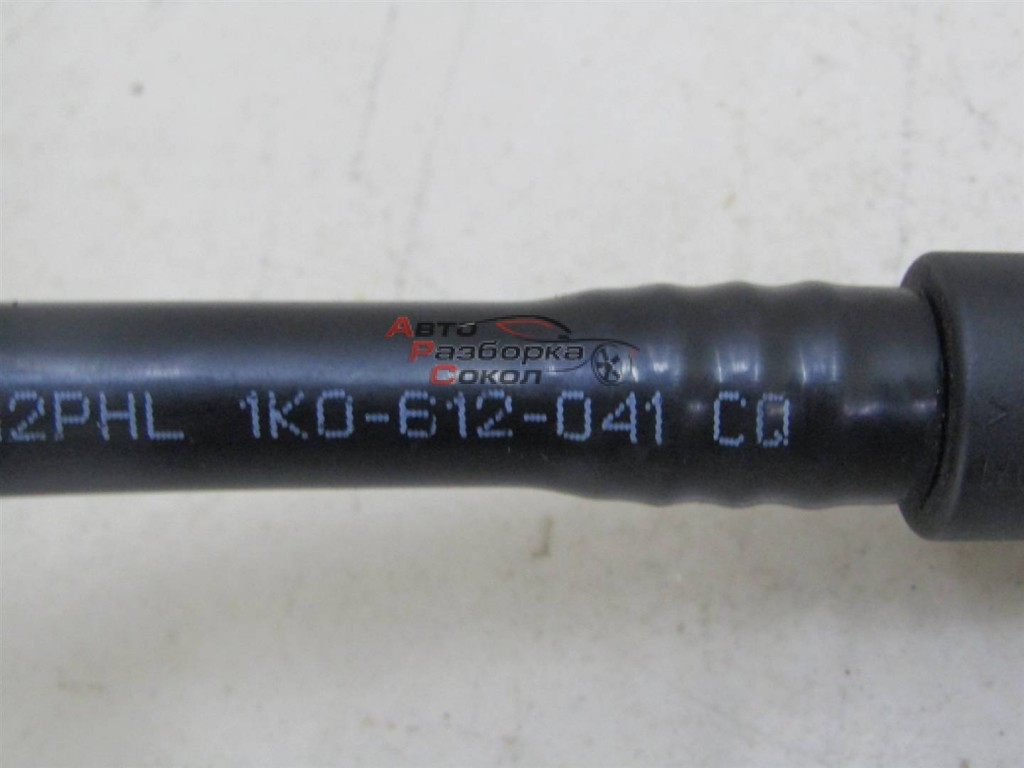 Авто
Разборка
Сокол
2PHL 1K0-612-041 CQ